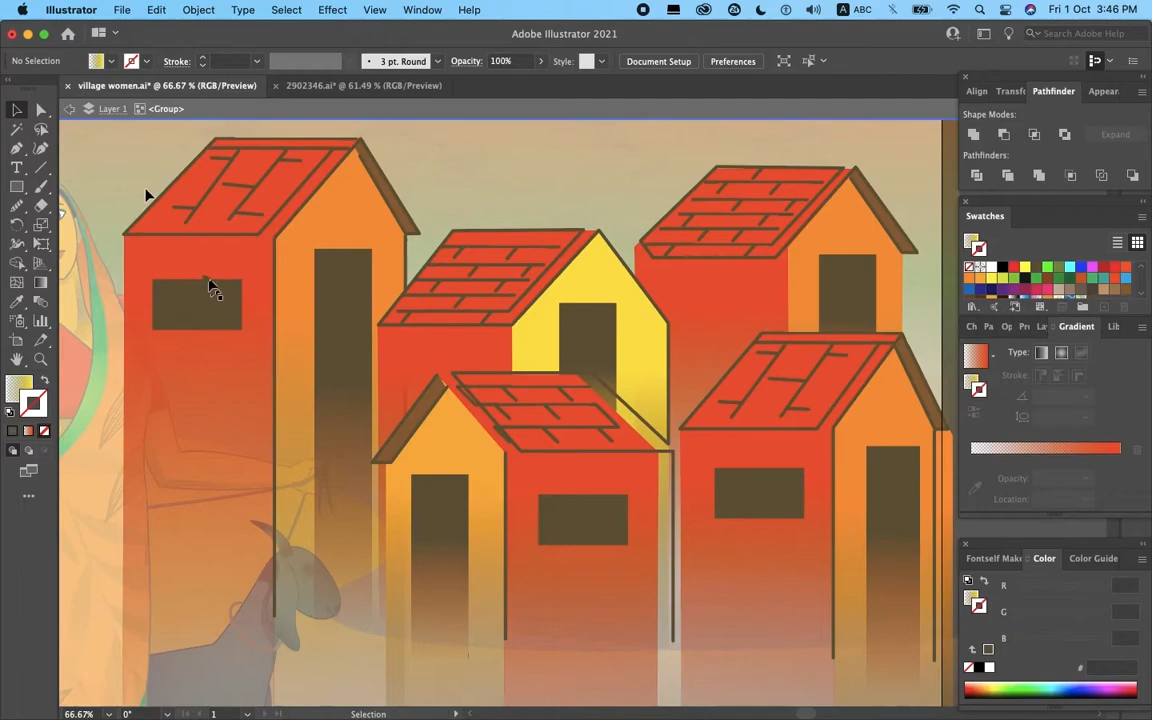 Illustrator File Edit Object Type Select Effect View Window Help
A ABC
Fri 1 Oct 3:46 PM
Adobe Illustrator 2021
Search Adobe Help
No Selection
Stroke:
3 pt. Round
Opacity: 100%
Style:
Document Setup
Preferences
× village women.ai* @ 66.67 % (RGB/Preview)
× 2902346.ai* @ 61.49 % (RGB/Preview)
Layer 1
<Group>
Align
Transfo
Pathfinder
Appear
Shape Modes:
Expand
Pathfinders:
Swatches
Ch
Pa
Op
Pr
La
Gradient
Lib
Type:
Stroke:
Opacity:
Location:
Fontself Make
Color
Color Guide
R
G
B
#
66.67%
0°
1
Selection